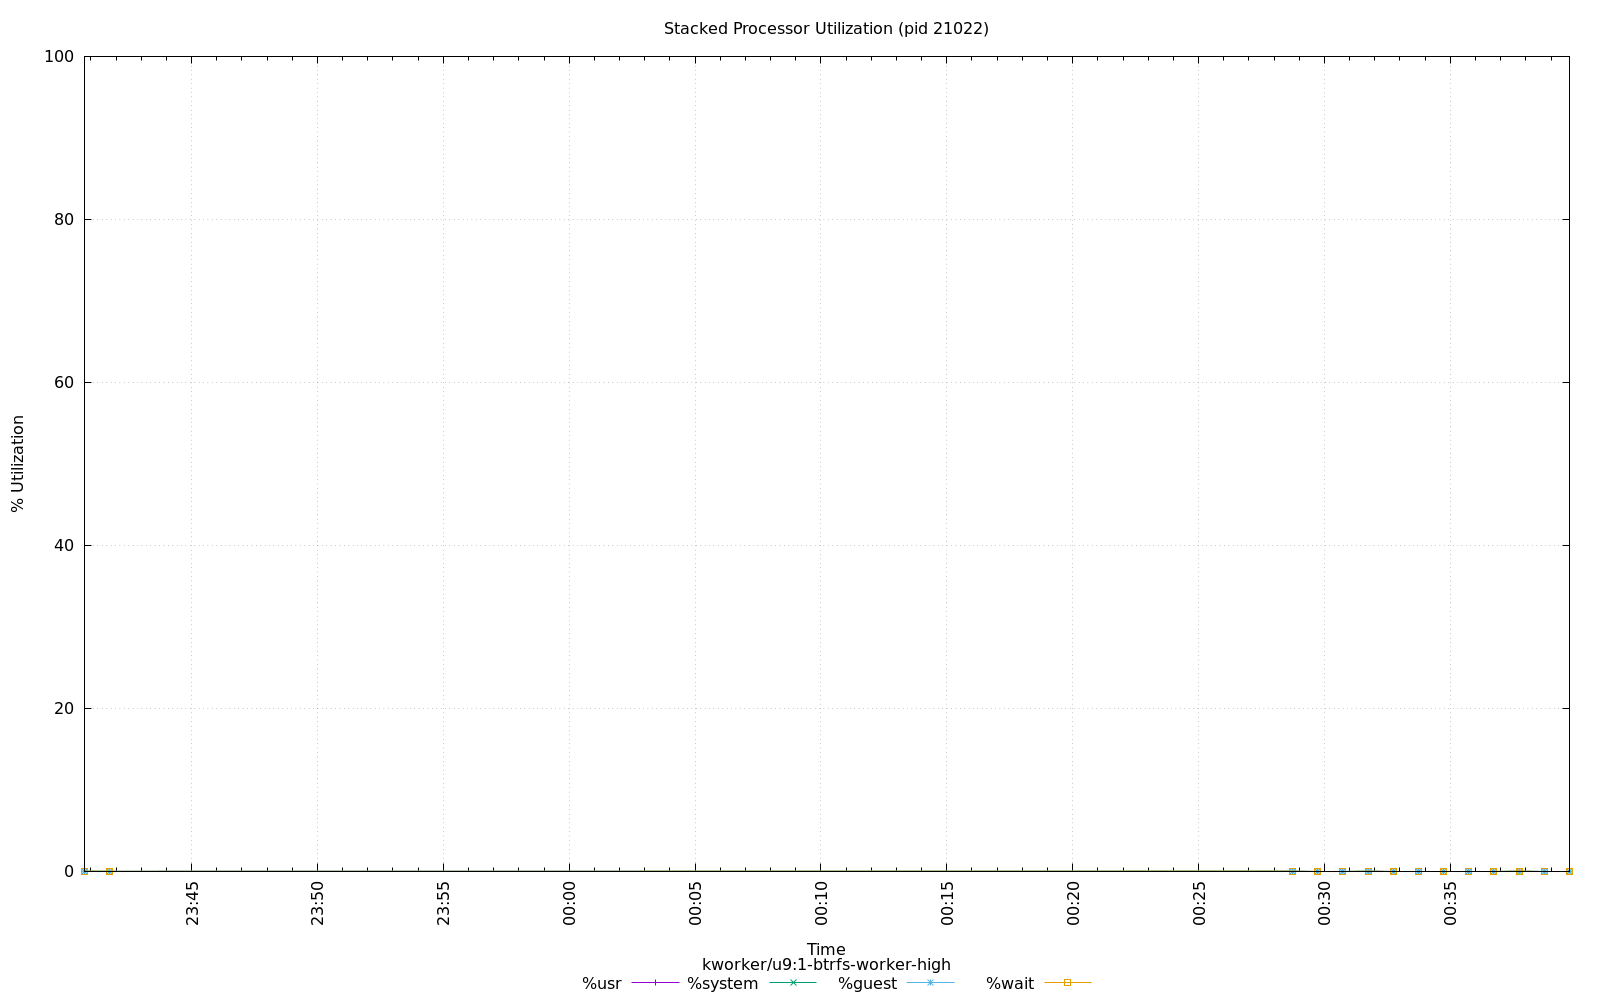 Stacked Processor Utilization (pid 21022)
100
80
60
40
20
0
% Utilization
23:45 23:50 23:55 00:00 00:05 00:10 00:15 00:20 00:25 00:30 00:35
Time
kworker/u9:1-btrfs-worker-high
%usr %system %guest %wait